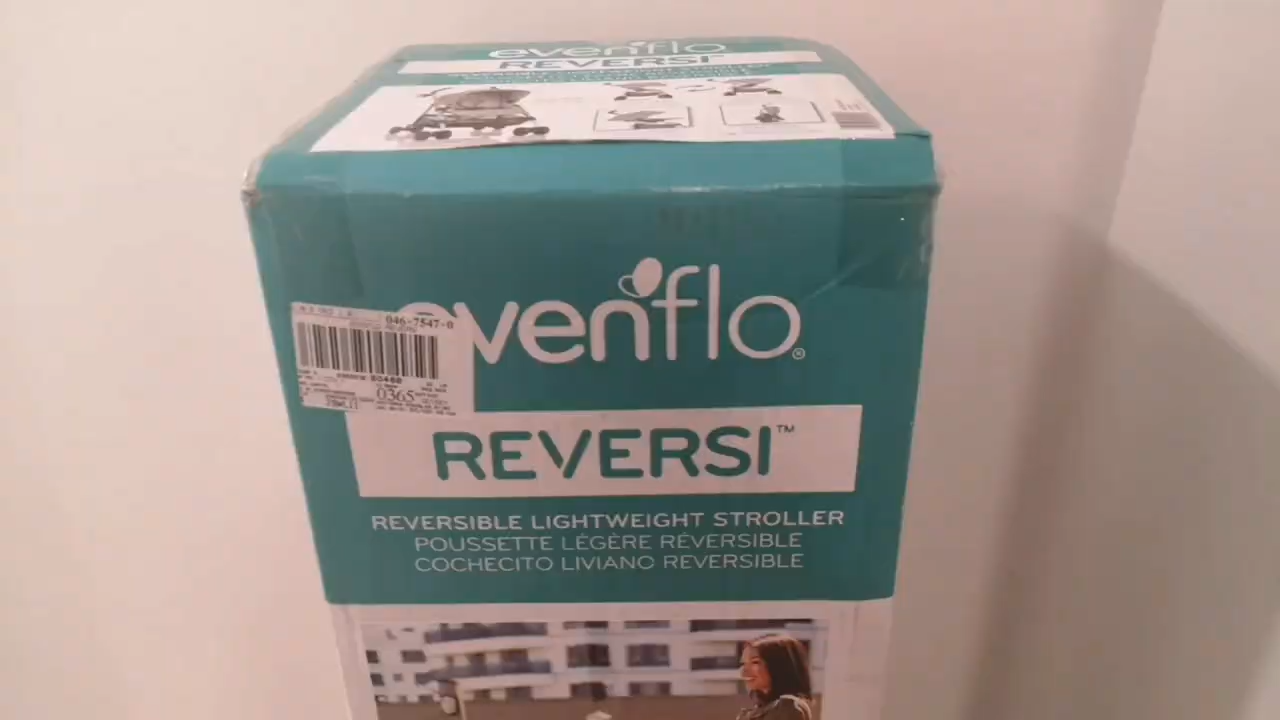 evenflo
REVERSI
046-7547-0
evenflo®
0365
REVERSI™
REVERSIBLE LIGHTWEIGHT STROLLER
POUSSETTE LÉGÈRE RÉVERSIBLE
COCHECITO LIVIANO REVERSIBLE